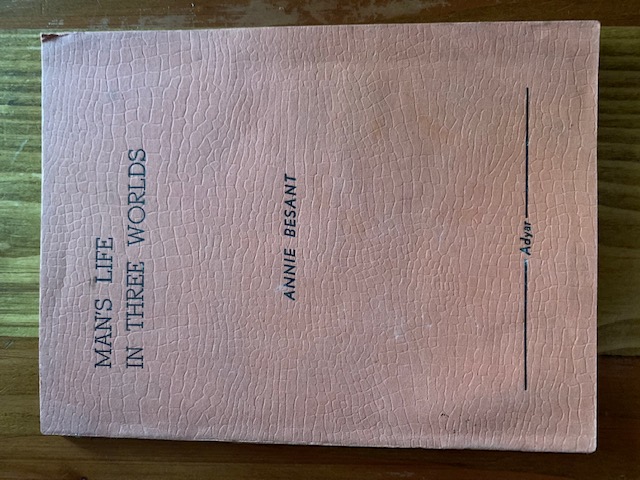 MAN'S LIFE
IN THREE WORLDS
ANNIE BESANT
Adyar